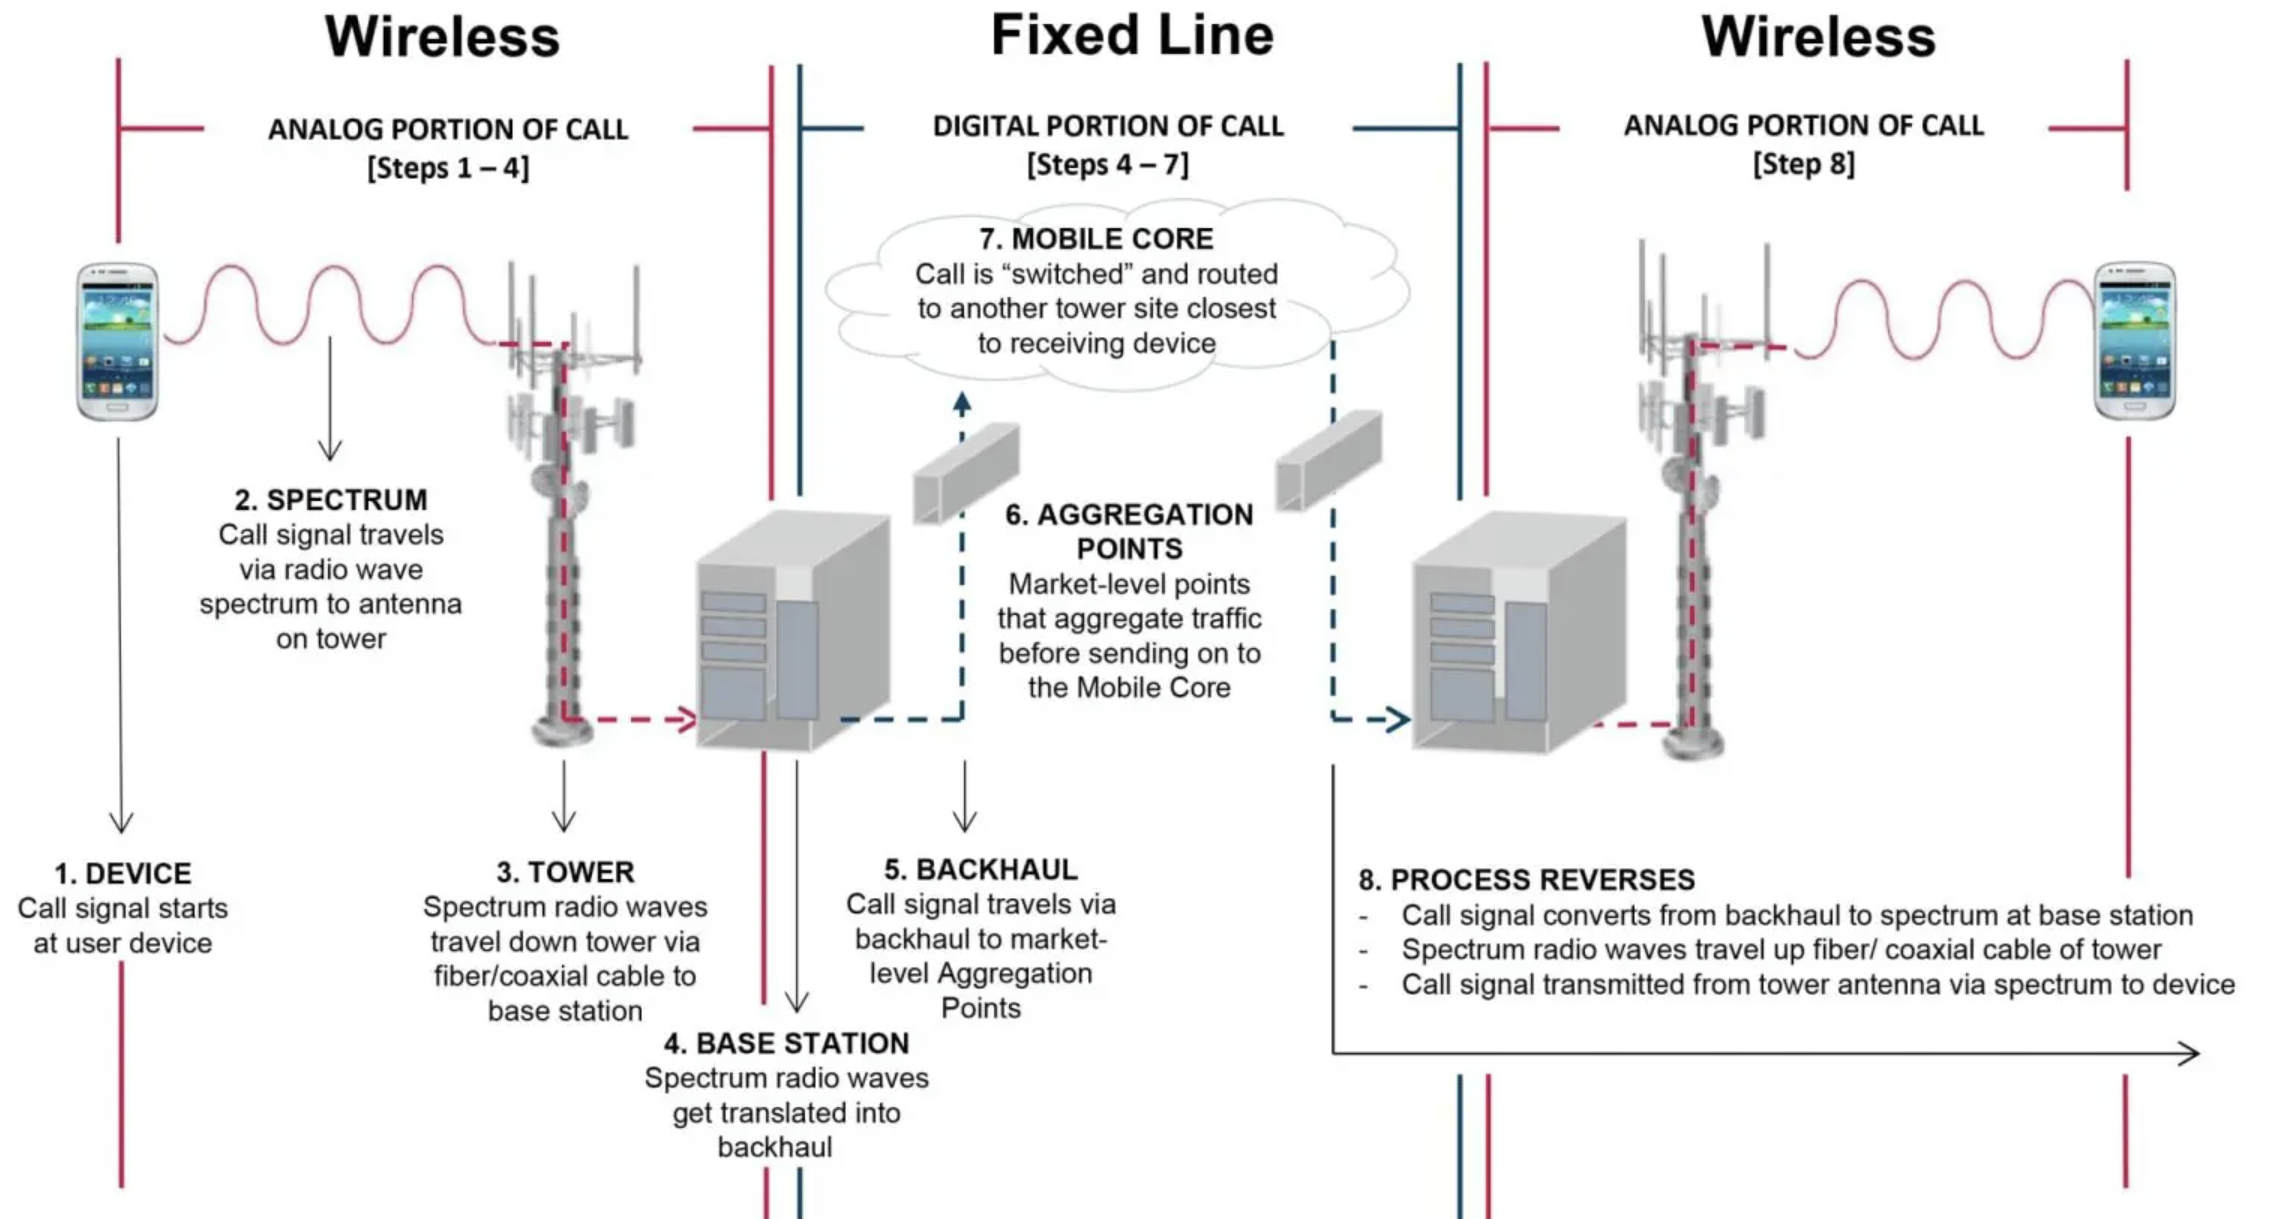 Wireless
Fixed Line
Wireless
ANALOG PORTION OF CALL
[Steps 1 – 4]
DIGITAL PORTION OF CALL
[Steps 4 – 7]
ANALOG PORTION OF CALL
[Step 8]
7. MOBILE CORE
Call is “switched” and routed
to another tower site closest
to receiving device
2. SPECTRUM
Call signal travels
via radio wave
spectrum to antenna
on tower
6. AGGREGATION
POINTS
Market-level points
that aggregate traffic
before sending on to
the Mobile Core
1. DEVICE
Call signal starts
at user device
3. TOWER
Spectrum radio waves
travel down tower via
fiber/coaxial cable to
base station
4. BASE STATION
Spectrum radio waves
get translated into
backhaul
5. BACKHAUL
Call signal travels via
backhaul to market-
level Aggregation
Points
8. PROCESS REVERSES
- Call signal converts from backhaul to spectrum at base station
- Spectrum radio waves travel up fiber/ coaxial cable of tower
- Call signal transmitted from tower antenna via spectrum to device